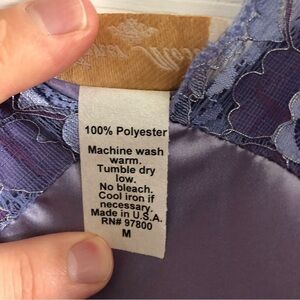 100% Polyester
Machine wash
warm.
Tumble dry
low.
No bleach.
Cool iron if
necessary.
Made in U.S.A.
RN# 97800
M